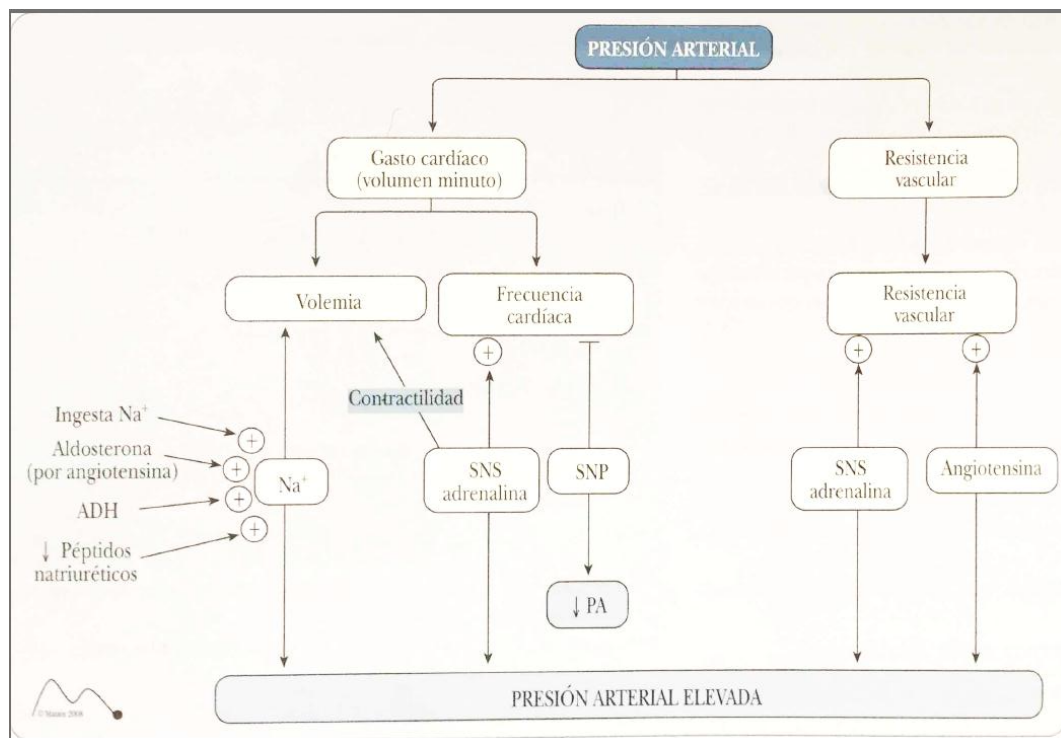 PRESIÓN ARTERIAL
Gasto cardíaco
(volumen minuto)
Resistencia
vascular
Volemia
Frecuencia
cardíaca
Resistencia
vascular
+
+
+
Contractilidad
Ingesta Na⁺
+
Aldosterona
(por angiotensina)
+
Na⁺
SNS
adrenalina
SNP
SNS
adrenalina
Angiotensina
ADH
+
↓ Péptidos
natriuréticos
+
↓ PA
PRESIÓN ARTERIAL ELEVADA